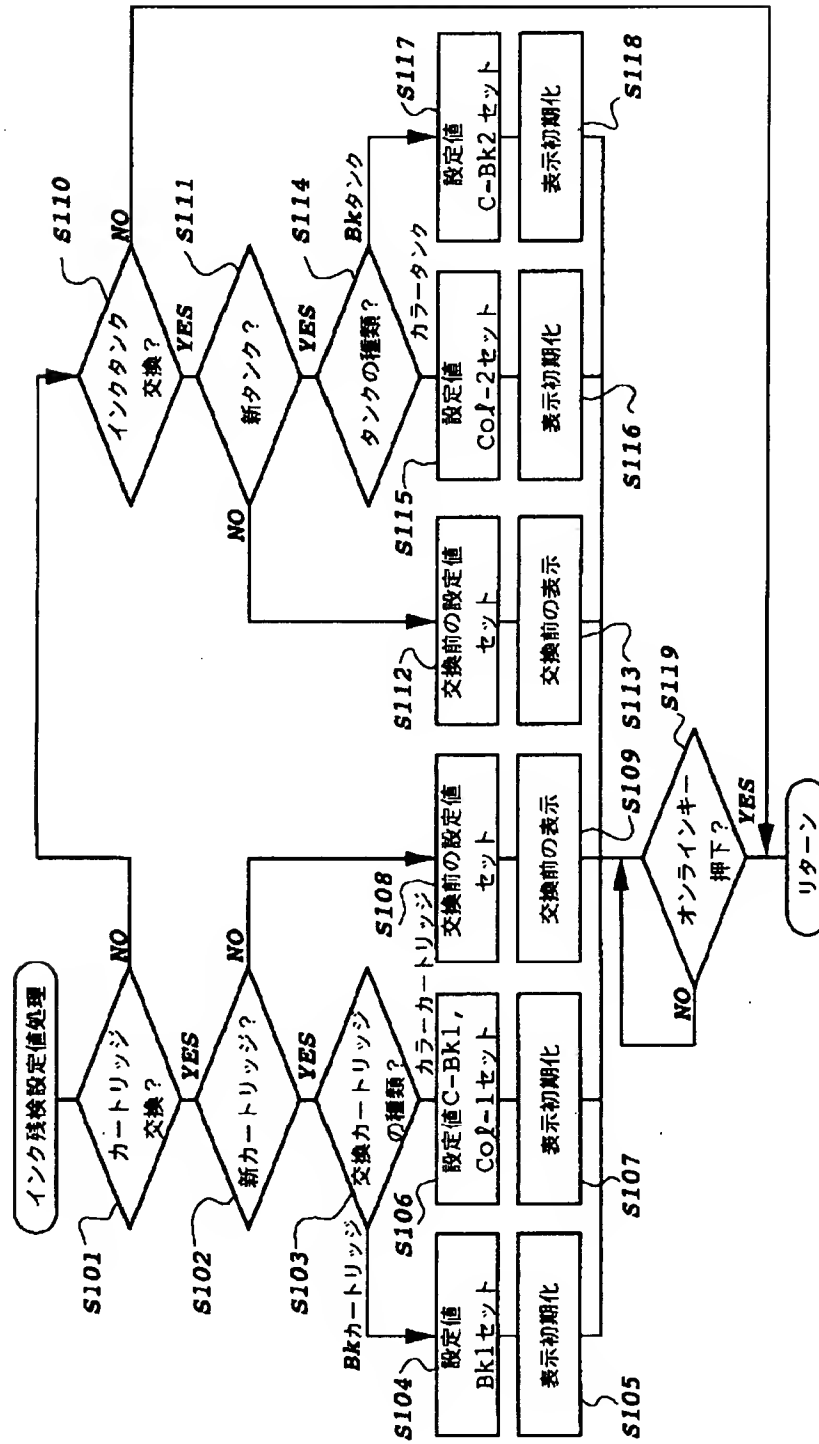 インク残検設定値処理
S101
カートリッジ
交換？
NO
YES
S102
新カートリッジ？
NO
YES
S103
交換カートリッジ
の種類？
Bkカートリッジ
カラーカートリッジ
S104
設定値
Bk1セット
S105
表示初期化
S106
設定値C-Bk1,
Coℓ-1セット
S107
表示初期化
S108
交換前の設定値
セット
S109
交換前の表示
S110
インクタンク
交換？
NO
YES
S111
新タンク？
NO
YES
S112
交換前の設定値
セット
S113
交換前の表示
S114
タンクの種類？
Bkタンク
カラータンク
S115
設定値
Coℓ-2セット
S116
表示初期化
S117
設定値
C-Bk2セット
S118
表示初期化
S119
オンラインキー
押下？
NO
YES
リターン